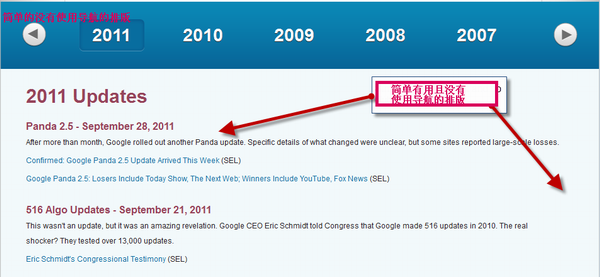 简单的没有使用导航的排版
2011 2010 2009 2008 2007
2011 Updates
简单有用且没有
使用导航的排版
Panda 2.5 - September 28, 2011
After more than month, Google rolled out another Panda update. Specific details of what changed were unclear, but some sites reported large-scale losses.
Confirmed: Google Panda 2.5 Update Arrived This Week (SEL)
Google Panda 2.5: Losers Include Today Show, The Next Web; Winners Include YouTube, Fox News (SEL)
516 Algo Updates - September 21, 2011
This wasn't an update, but it was an amazing revelation. Google CEO Eric Schmidt told Congress that Google made 516 updates in 2010. The real
shocker? They tested over 13,000 updates.
Eric Schmidt's Congressional Testimony (SEL)